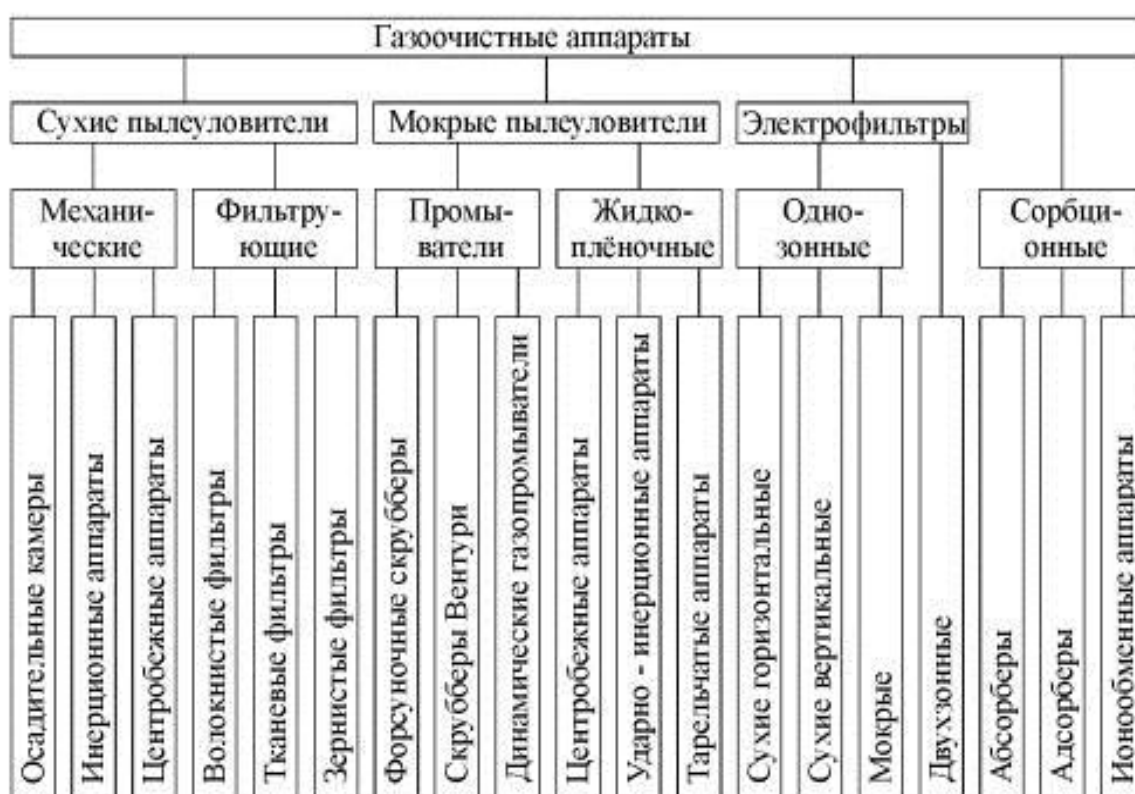 Газоочистные аппараты
Сухие пылеуловители
Мокрые пылеуловители
Электрофильтры
Механи-
ческие
Фильтру-
ющие
Промы-
ватели
Жидко-
плёночные
Одно-
зонные
Сорбци-
онные
Осадительные камеры
Инерционные аппараты
Центробежные аппараты
Волокнистые фильтры
Тканевые фильтры
Зернистые фильтры
Форсуночные скрубберы
Скрубберы Вентури
Динамические газопромыватели
Центробежные аппараты
Ударно - инерционные аппараты
Тарельчатые аппараты
Сухие горизонтальные
Сухие вертикальные
Мокрые
Двухзонные
Абсорберы
Адсорберы
Ионообменные аппараты